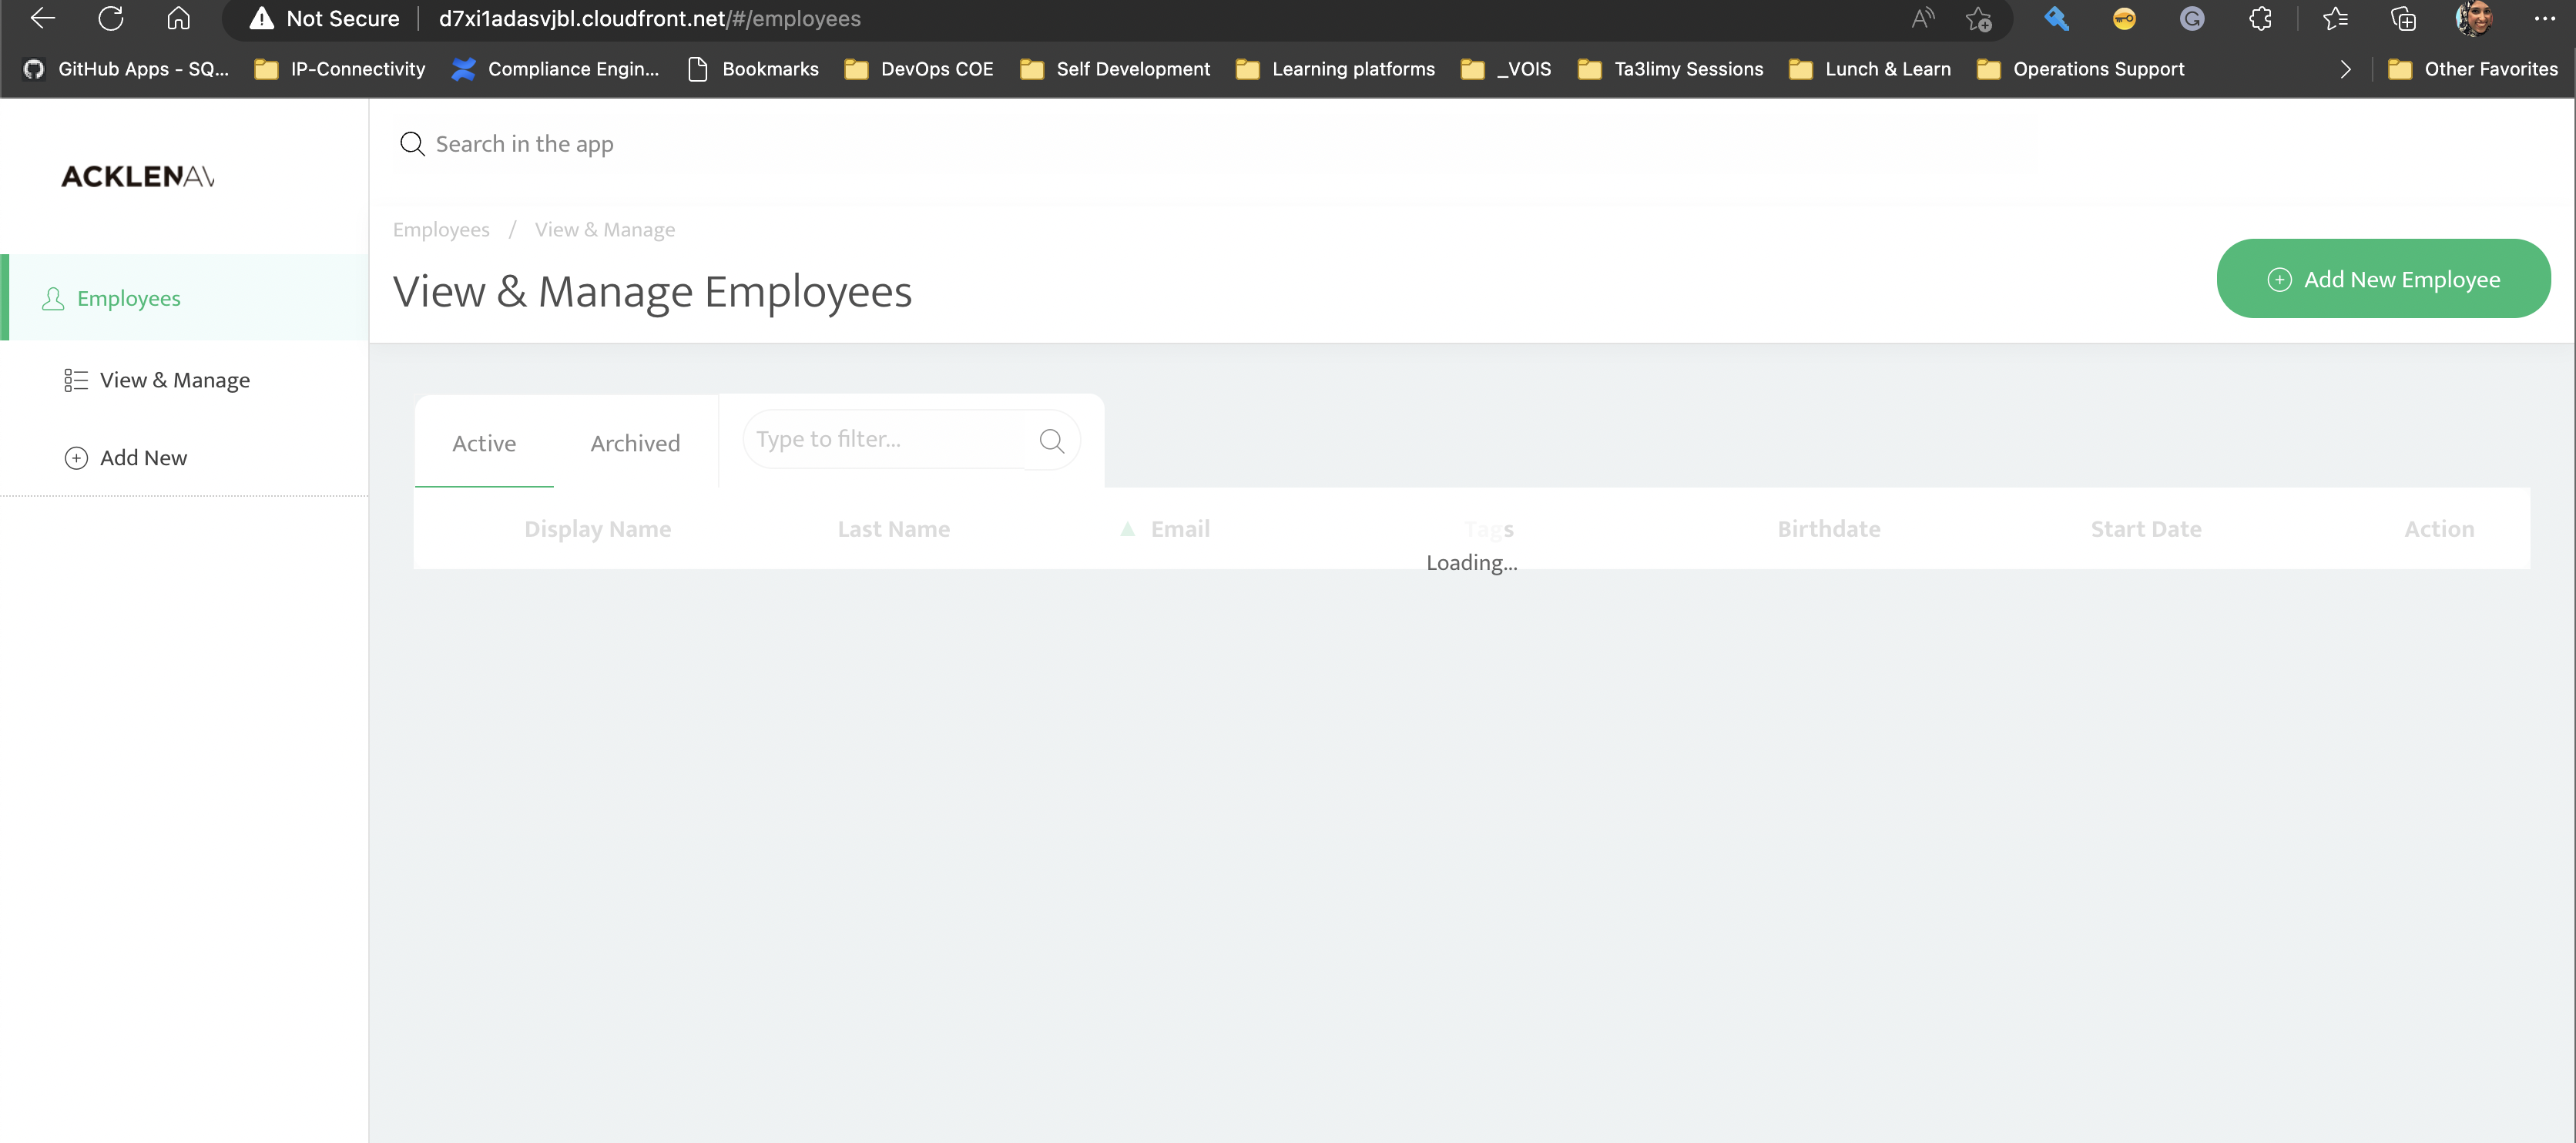 Not Secure d7xi1adasvjbl.cloudfront.net/#/employees
GitHub Apps - SQ... IP-Connectivity Compliance Engin... Bookmarks DevOps COE Self Development Learning platforms _VOIS Ta3limy Sessions Lunch & Learn Operations Support Other Favorites
ACKLENAV
Search in the app
Employees / View & Manage
View & Manage Employees
Add New Employee
Employees
View & Manage
Add New
Active Archived Type to filter...
Display Name Last Name Email Tags Birthdate Start Date Action
Loading...